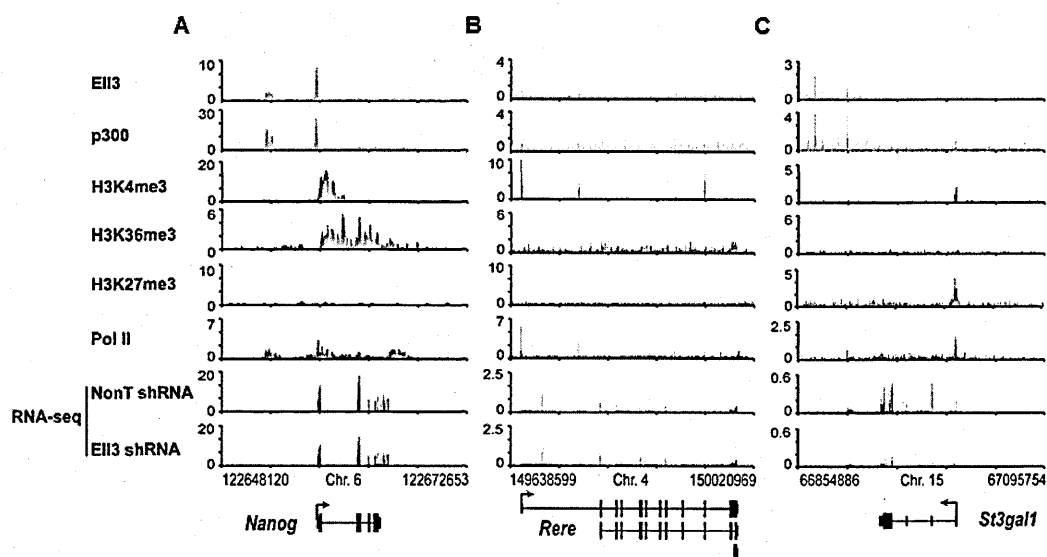 A B C
Ell3 10 0 4 0 3 0
p300 30 0 4 0 4 0
H3K4me3 20 0 10 0 5 0
H3K36me3 6 0 6 0 6 0
H3K27me3 10 0 10 0 5 0
Pol II 7 0 7 0 2.5 0
RNA-seq
NonT shRNA 20 0 2.5 0 0.6 0
Ell3 shRNA 20 0 2.5 0 0.6 0
122648120 Chr. 6 122672653 149638599 Chr. 4 150020969 66854886 Chr. 15 67095754
Nanog Rere St3gal1